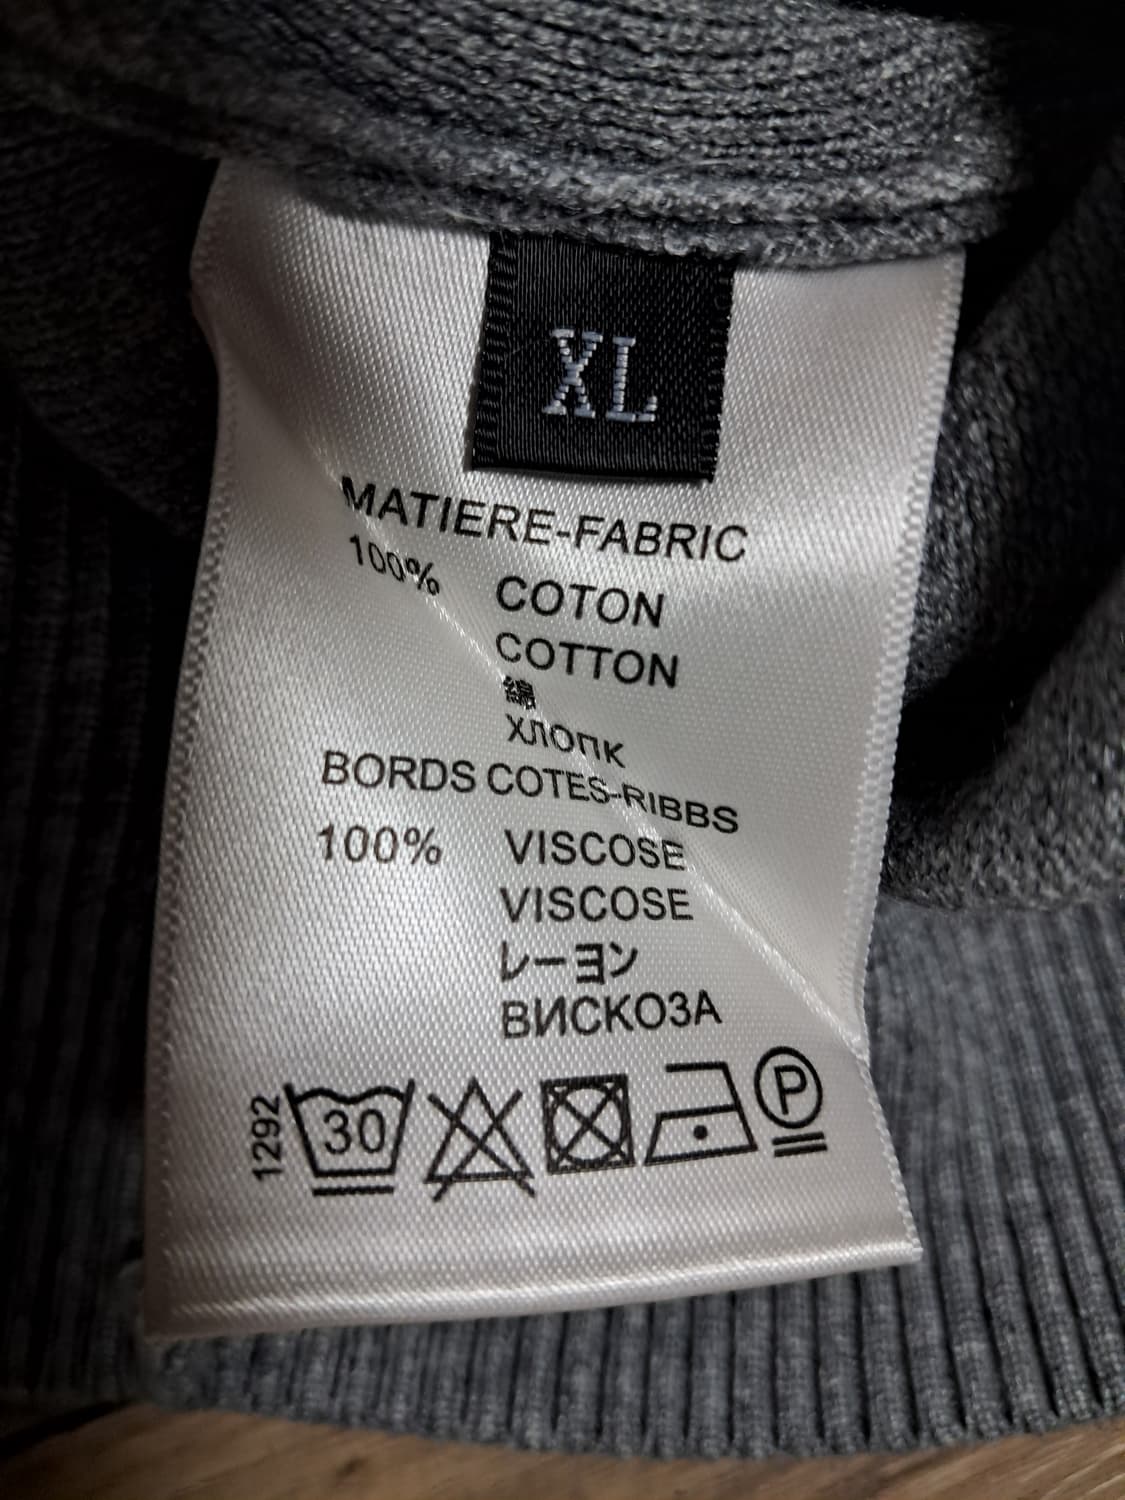 XL
MATIERE-FABRIC
100% COTON
COTTON
綿
хлопк
BORDS COTES-RIBBS
100% VISCOSE
VISCOSE
レーヨン
ВИСКОЗА
1292 30 P